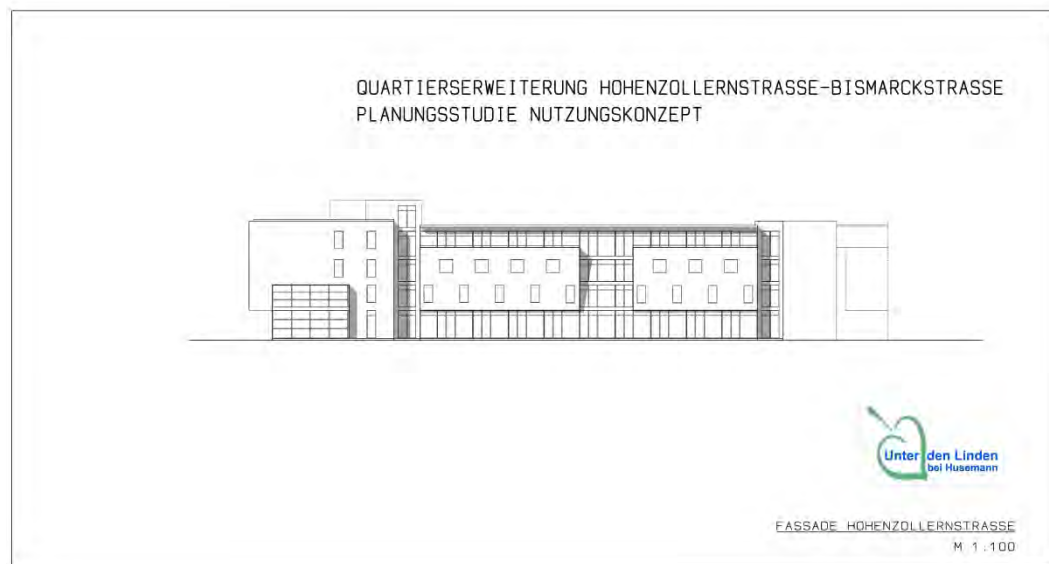 QUARTIERSERWEITERUNG HOHENZOLLERNSTRASSE-BISMARCKSTRASSE
PLANUNGSSTUDIE NUTZUNGSKONZEPT
Unter den Linden
bei Husemann
FASSADE HOHENZOLLERNSTRASSE
M 1:100